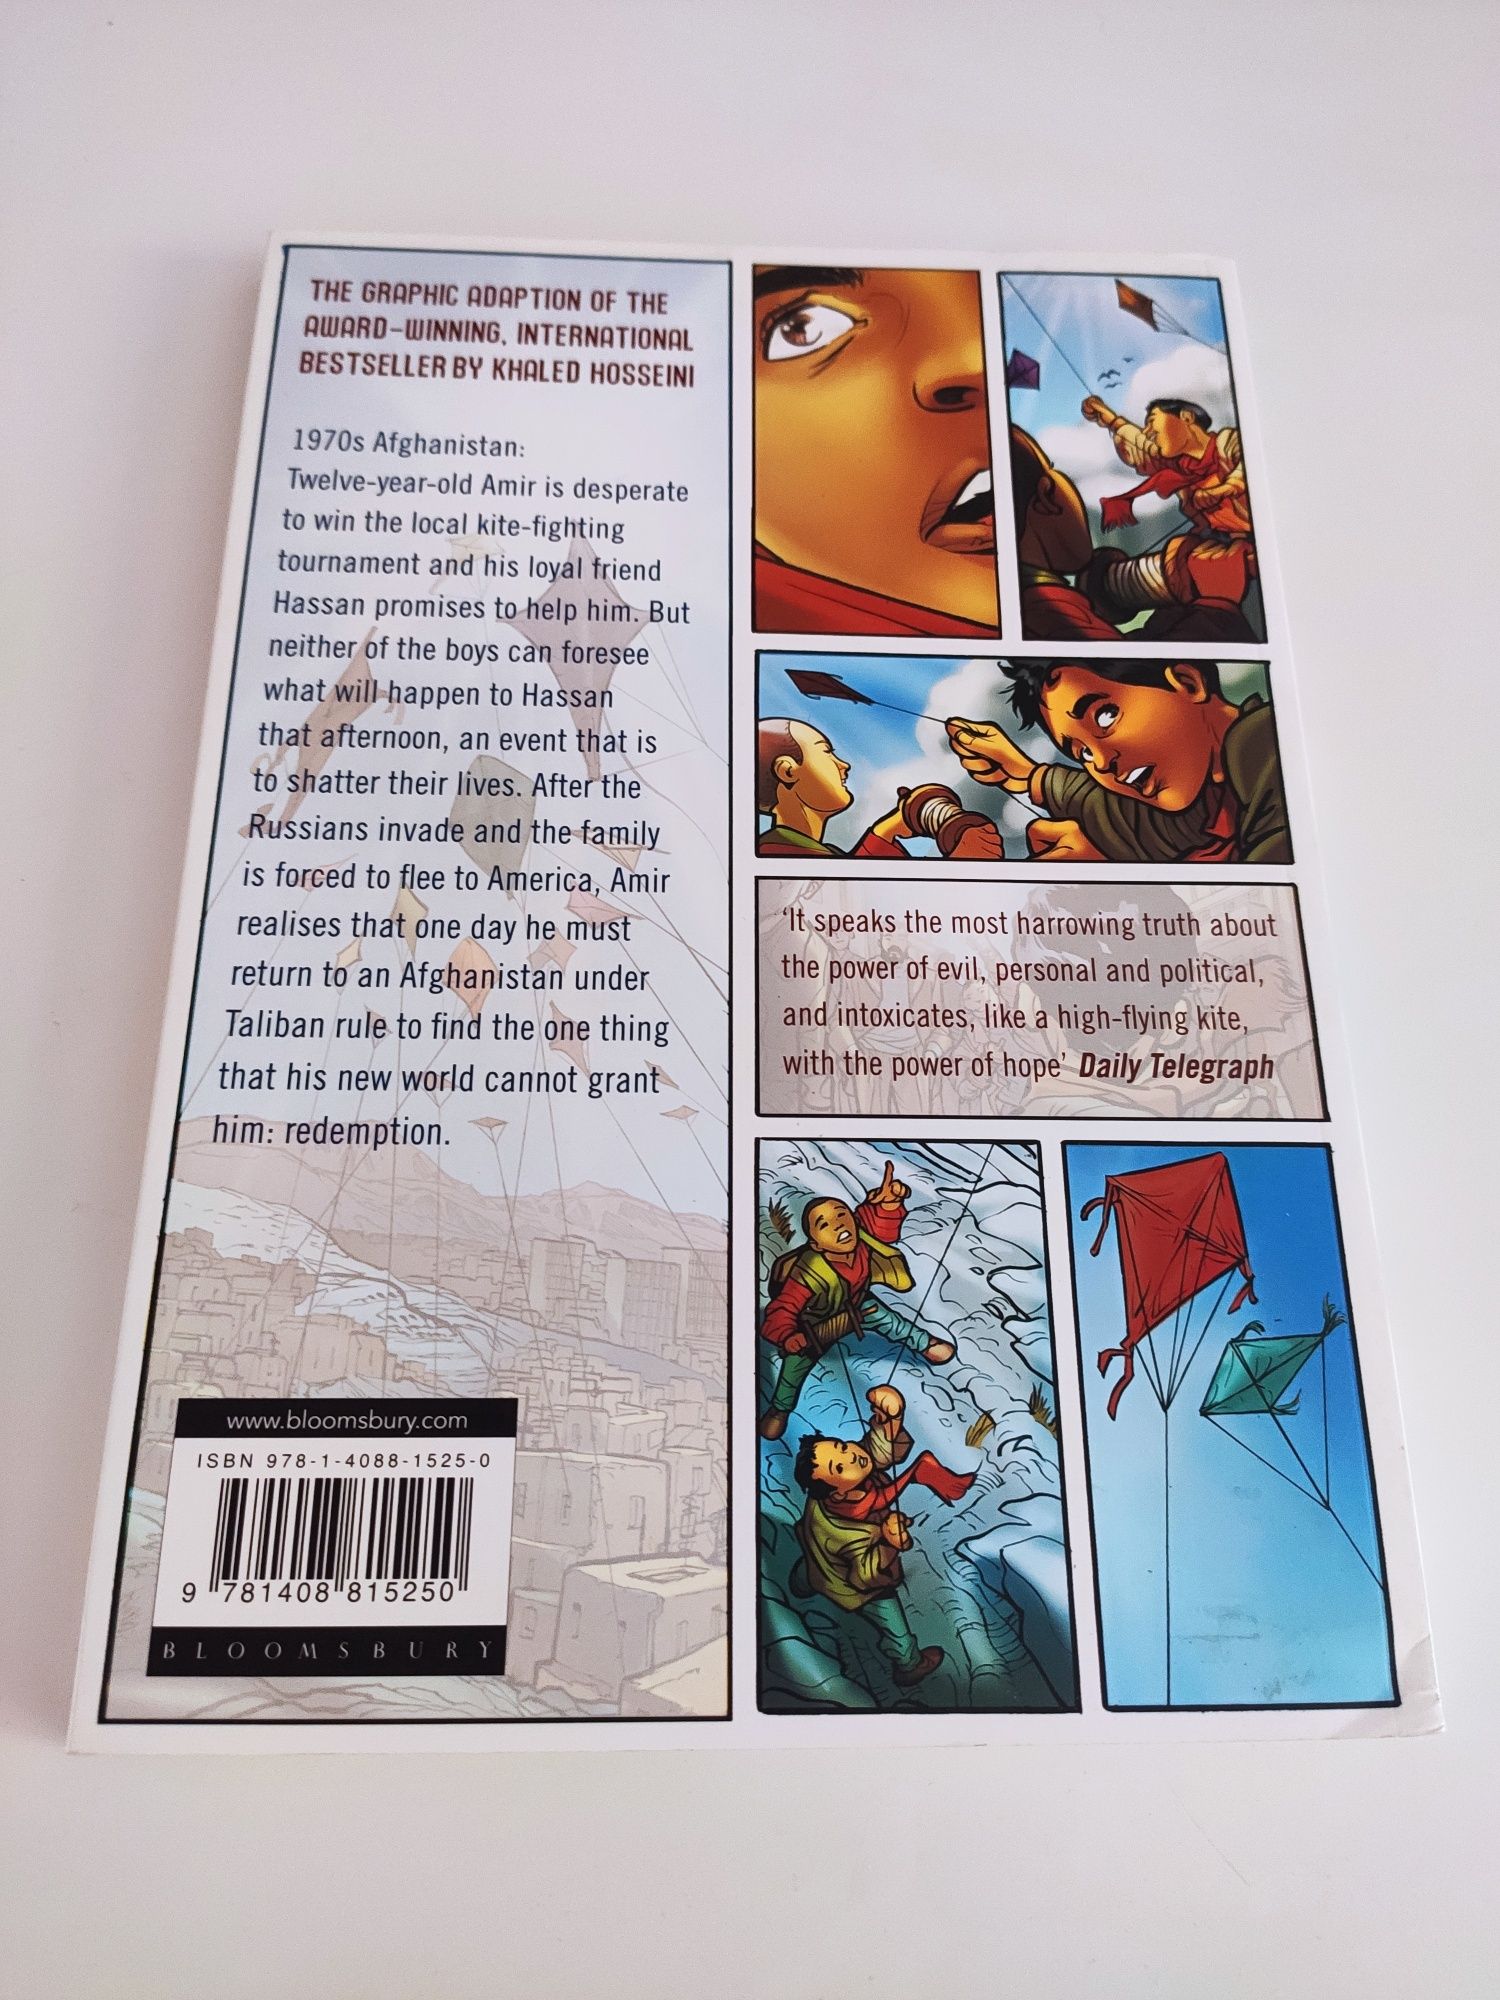 THE GRAPHIC ADAPTION OF THE
AWARD-WINNING, INTERNATIONAL
BESTSELLER BY KHALED HOSSEINI
1970s Afghanistan:
Twelve-year-old Amir is desperate
to win the local kite-fighting
tournament and his loyal friend
Hassan promises to help him. But
neither of the boys can foresee
what will happen to Hassan
that afternoon, an event that is
to shatter their lives. After the
Russians invade and the family
is forced to flee to America, Amir
realises that one day he must
return to an Afghanistan under
Taliban rule to find the one thing
that his new world cannot grant
him: redemption.
www.bloomsbury.com
ISBN 978-1-4088-1525-0
9 781408 815250
BLOOMSBURY
‘It speaks the most harrowing truth about
the power of evil, personal and political,
and intoxicates, like a high-flying kite,
with the power of hope’ Daily Telegraph